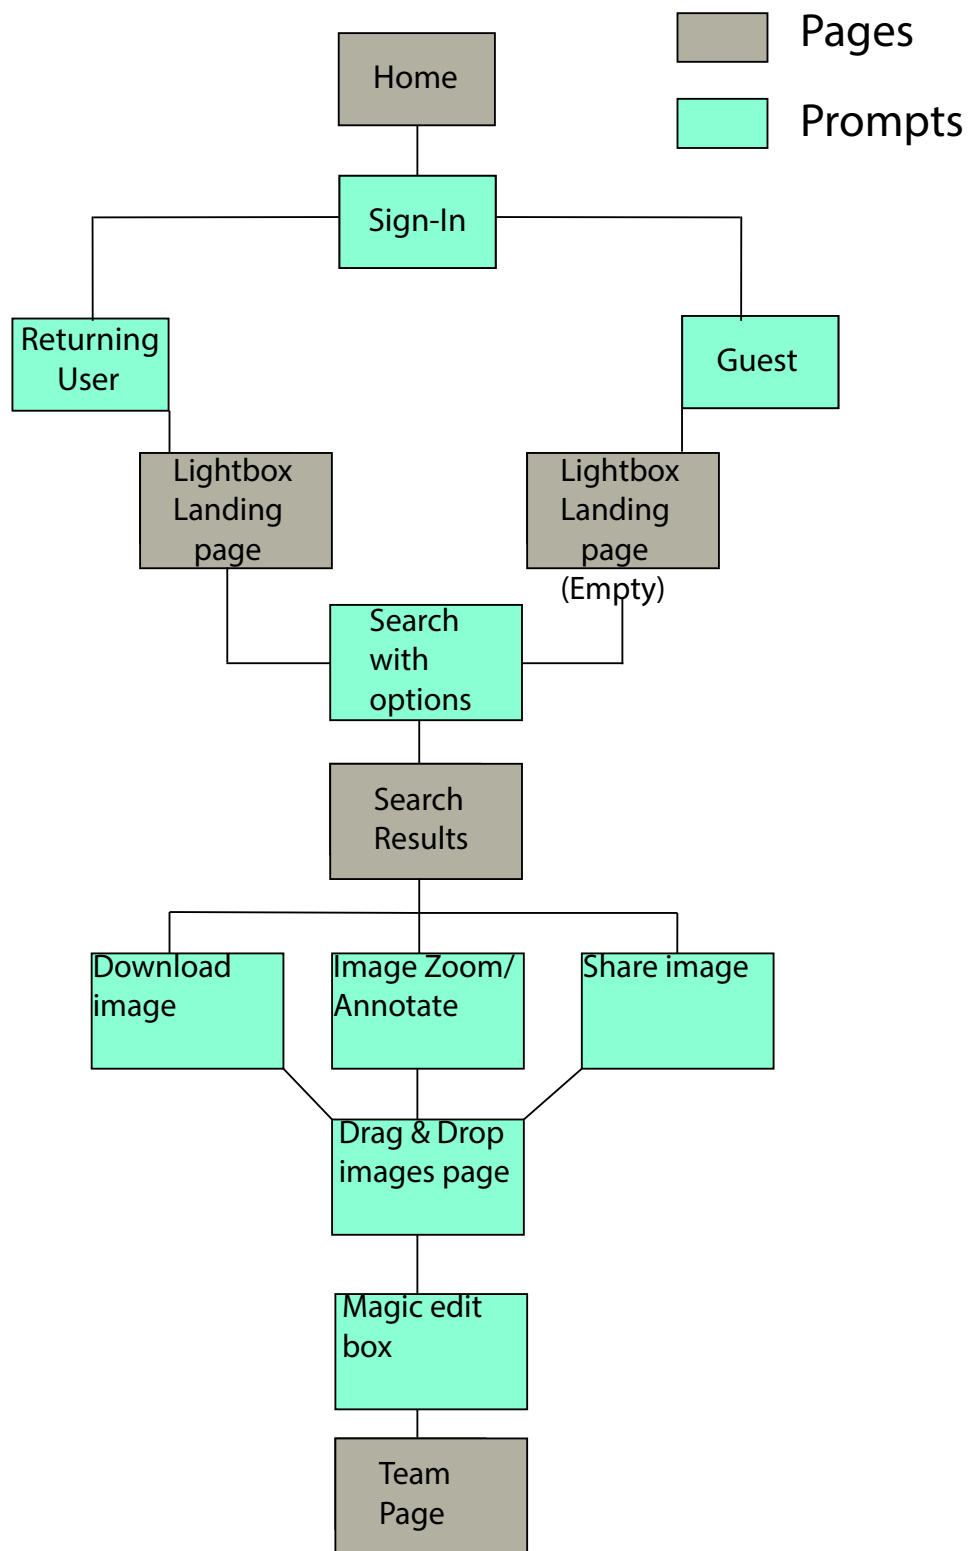 Pages
Home
Prompts
Sign-In
Returning
User
Guest
Lightbox
Landing
page
Lightbox
Landing
page
(Empty)
Search
with
options
Search
Results
Download
image
Image Zoom/
Annotate
Share image
Drag & Drop
images page
Magic edit
box
Team
Page